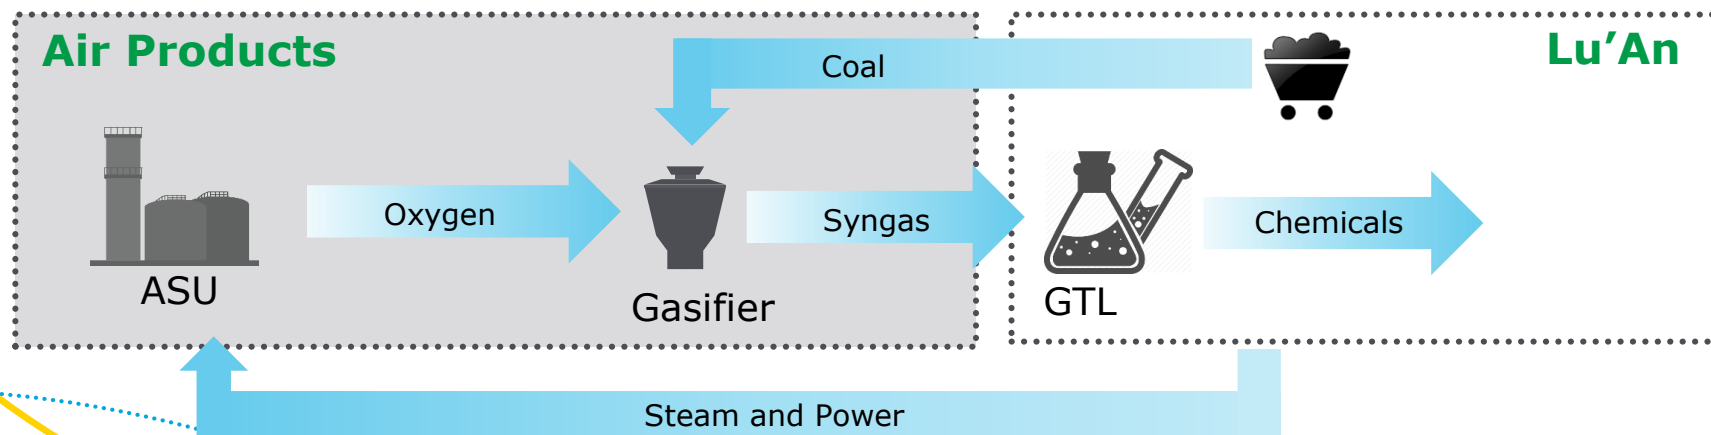 Air Products
Lu’An
Coal
Oxygen
Syngas
Chemicals
ASU
Gasifier
GTL
Steam and Power